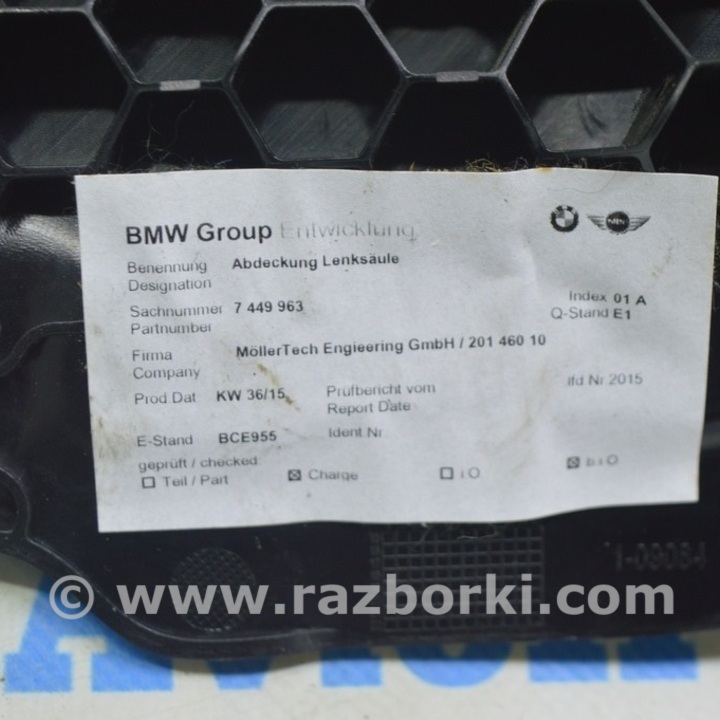 BMW Group Entwicklung
MINI
Benennung Abdeckung Lenksäule
Designation
Sachnummer 7 449 963 Index 01 A
Partnumber Q-Stand E1
Firma MöllerTech Engieering GmbH / 201 460 10
Company
Prod Dat KW 36/15 Prüfbericht vom lfd Nr 2015
Report Date
E-Stand BCE955 Ident Nr
geprüft / checked
☐ Teil / Part ☒ Charge ☐ i O ☒ b i O
© www.razborki.com